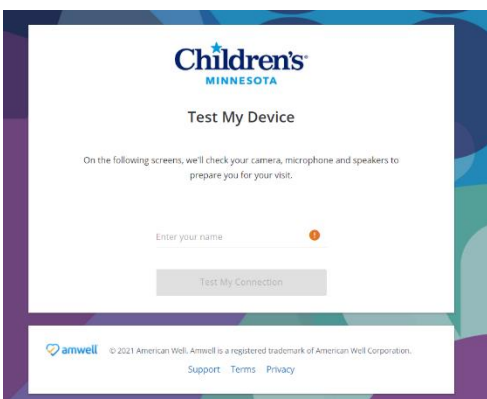 Children's
MINNESOTA
Test My Device
On the following screens, we'll check your camera, microphone and speakers to
prepare you for your visit.
Enter your name
Test My Connection
amwell © 2021 American Well. Amwell is a registered trademark of American Well Corporation.
Support Terms Privacy